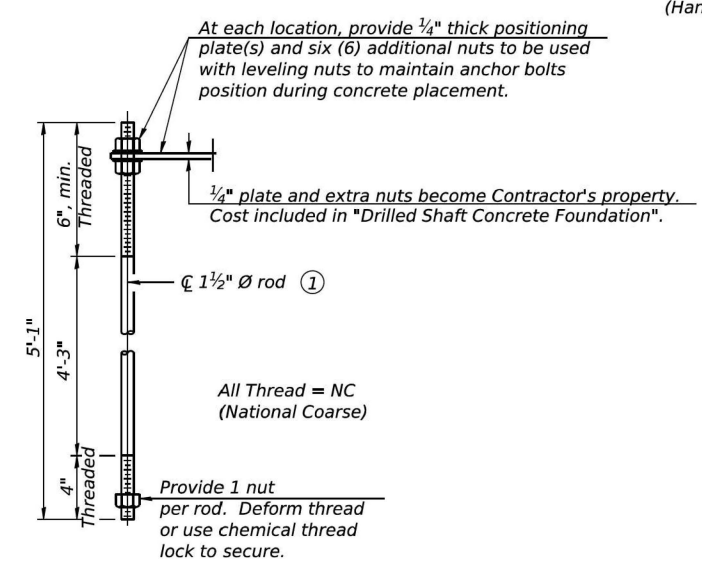 (Han
At each location, provide ¼" thick positioning
plate(s) and six (6) additional nuts to be used
with leveling nuts to maintain anchor bolts
position during concrete placement.
6", min.
Threaded
¼" plate and extra nuts become Contractor's property.
Cost included in "Drilled Shaft Concrete Foundation".
℄ 1½" Ø rod ①
5'-1"
4'-3"
All Thread = NC
(National Coarse)
4"
Threaded
Provide 1 nut
per rod. Deform thread
or use chemical thread
lock to secure.